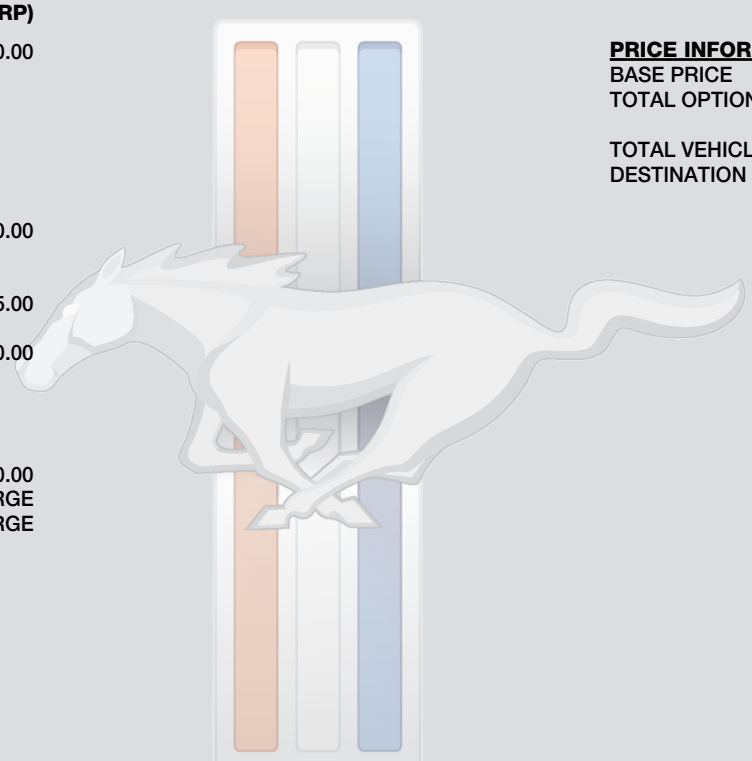 RP)
0.00
0.00
5.00
0.00
0.00
RGE
RGE
PRICE INFOR
BASE PRICE
TOTAL OPTION
TOTAL VEHICL
DESTINATION